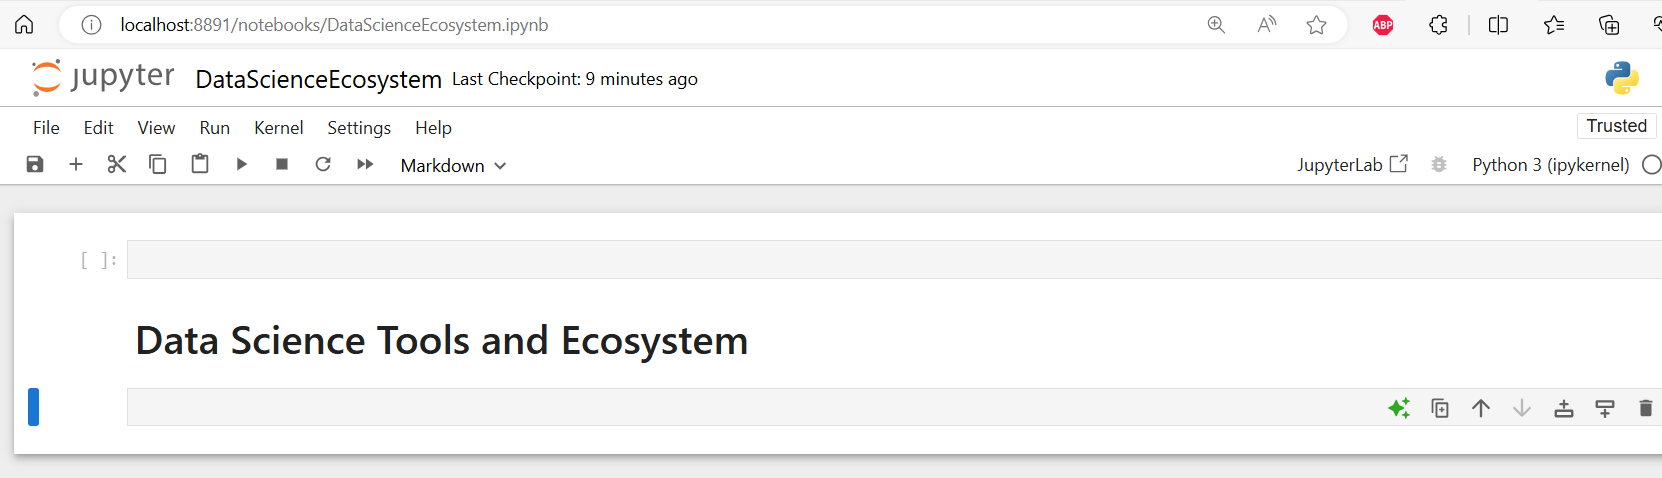 localhost:8891/notebooks/DataScienceEcosystem.ipynb
A ABP
jupyter DataScienceEcosystem Last Checkpoint: 9 minutes ago
File Edit View Run Kernel Settings Help Trusted
Markdown JupyterLab Python 3 (ipykernel)
[ ]:
Data Science Tools and Ecosystem